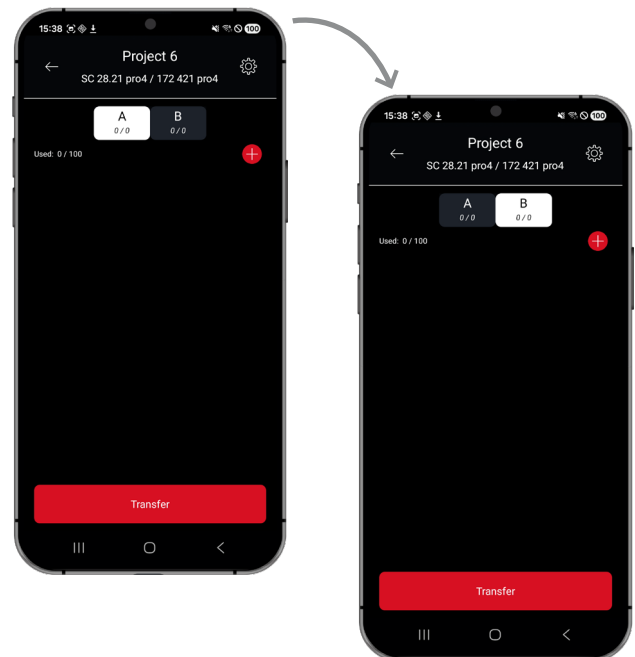 15:38 100
Project 6
SC 28.21 pro4 / 172 421 pro4
A B
0 / 0 0 / 0
Used: 0 / 100
Transfer
15:38 100
Project 6
SC 28.21 pro4 / 172 421 pro4
A B
0 / 0 0 / 0
Used: 0 / 100
Transfer